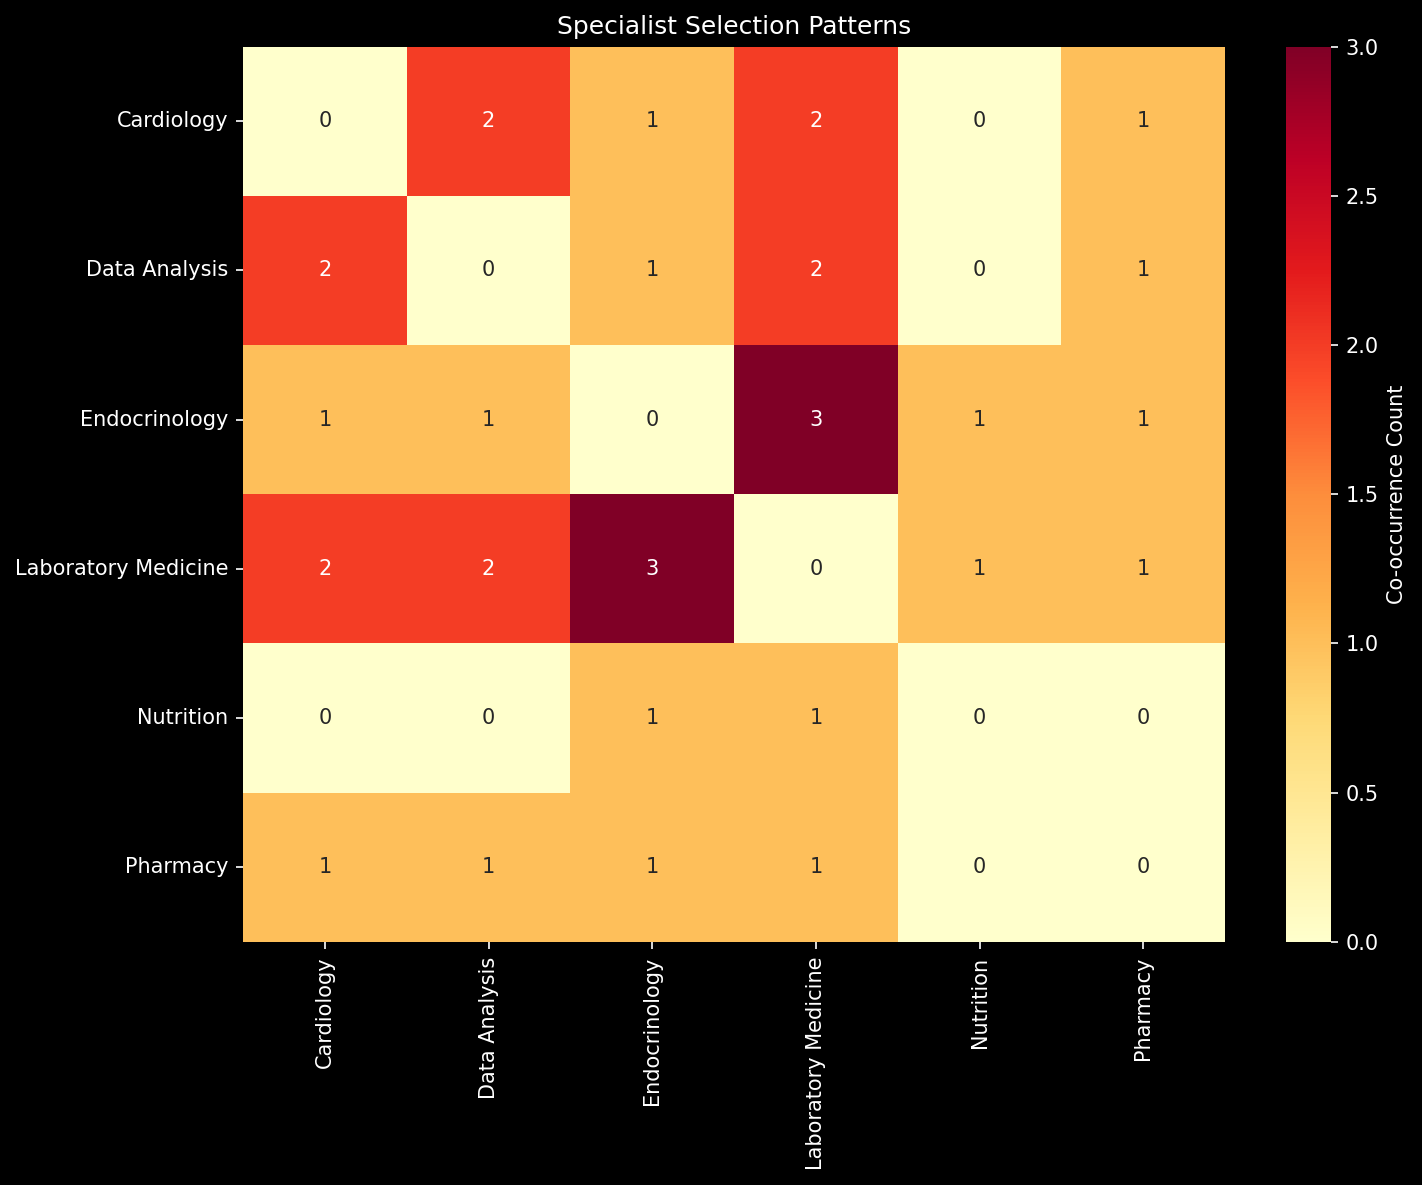 Specialist Selection Patterns
Cardiology 0 2 1 2 0 1
Data Analysis 2 0 1 2 0 1
Endocrinology 1 1 0 3 1 1
Laboratory Medicine 2 2 3 0 1 1
Nutrition 0 0 1 1 0 0
Pharmacy 1 1 1 1 0 0
Cardiology
Data Analysis
Endocrinology
Laboratory Medicine
Nutrition
Pharmacy
3.0
2.5
2.0
1.5
1.0
0.5
0.0
Co-occurrence Count